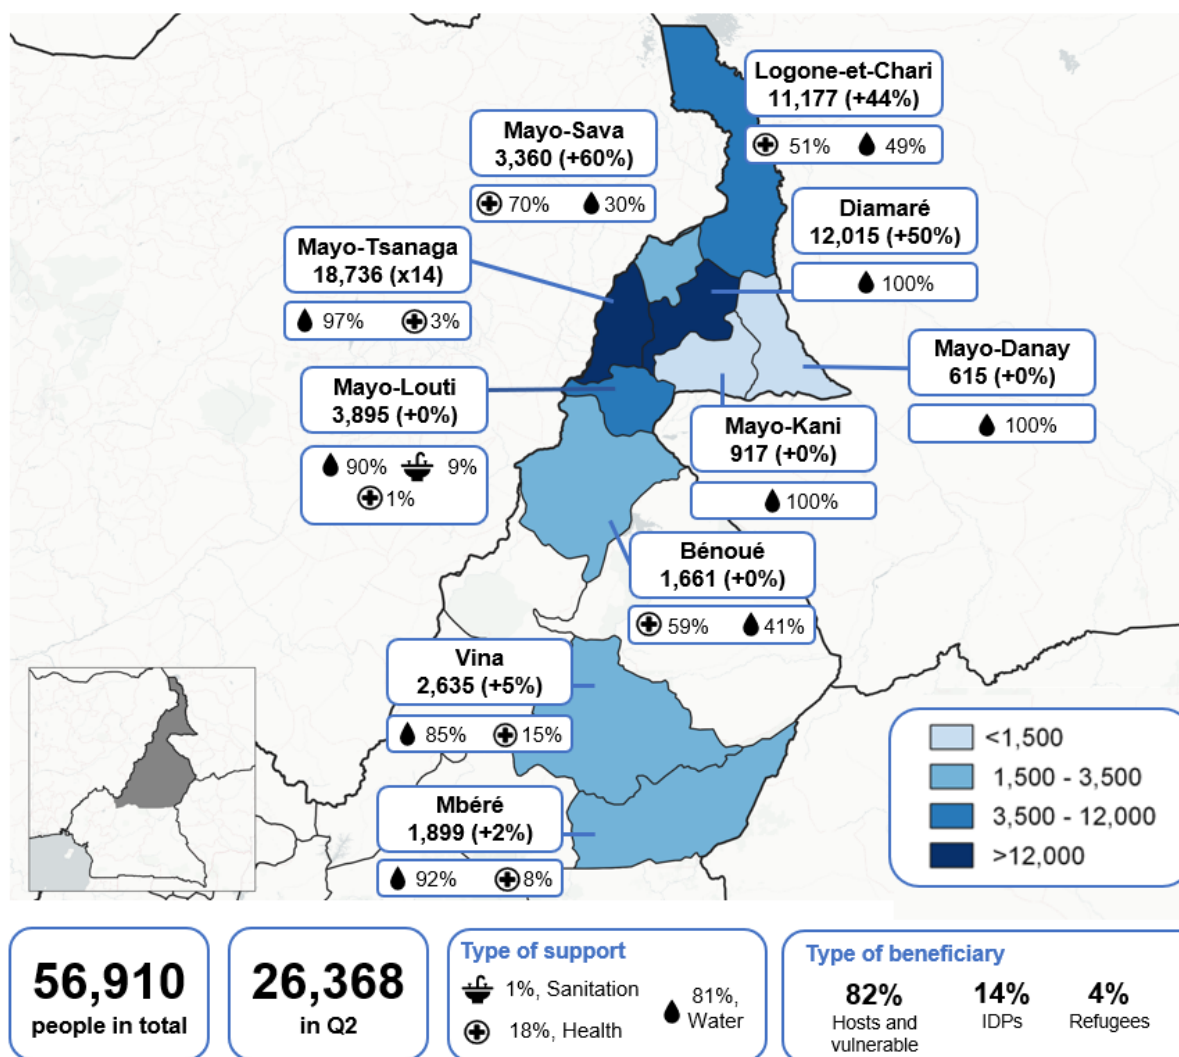 Logone-et-Chari
11,177 (+44%)
51% 49%
Mayo-Sava
3,360 (+60%)
70% 30%
Diamaré
12,015 (+50%)
100%
Mayo-Tsanaga
18,736 (x14)
97% 3%
Mayo-Danay
615 (+0%)
100%
Mayo-Louti
3,895 (+0%)
90% 9%
1%
Mayo-Kani
917 (+0%)
100%
Bénoué
1,661 (+0%)
59% 41%
Vina
2,635 (+5%)
85% 15%
Mbéré
1,899 (+2%)
92% 8%
<1,500
1,500 - 3,500
3,500 - 12,000
>12,000
56,910
people in total
26,368
in Q2
Type of support
1%, Sanitation
18%, Health
81%,
Water
Type of beneficiary
82%
Hosts and
vulnerable
14%
IDPs
4%
Refugees